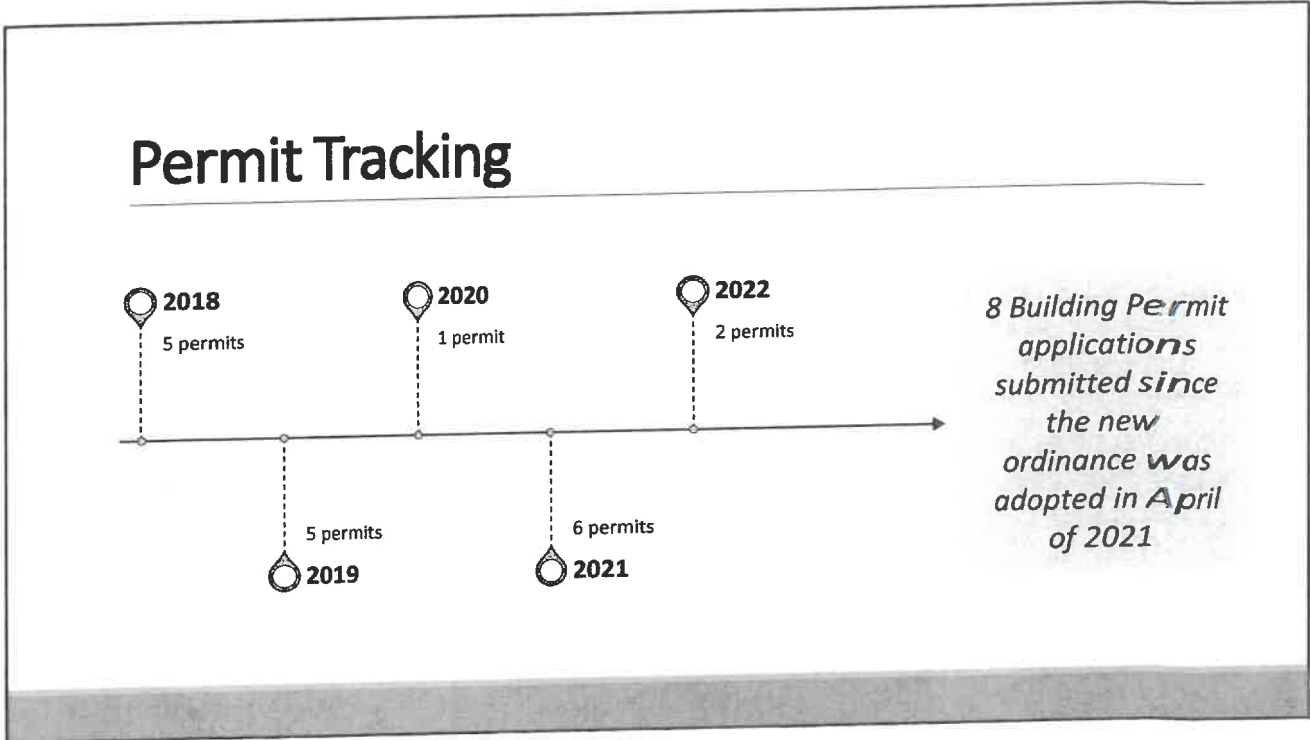 Permit Tracking
2018
5 permits
2020
1 permit
2022
2 permits
5 permits
2019
6 permits
2021
8 Building Permit
applications
submitted since
the new
ordinance was
adopted in April
of 2021